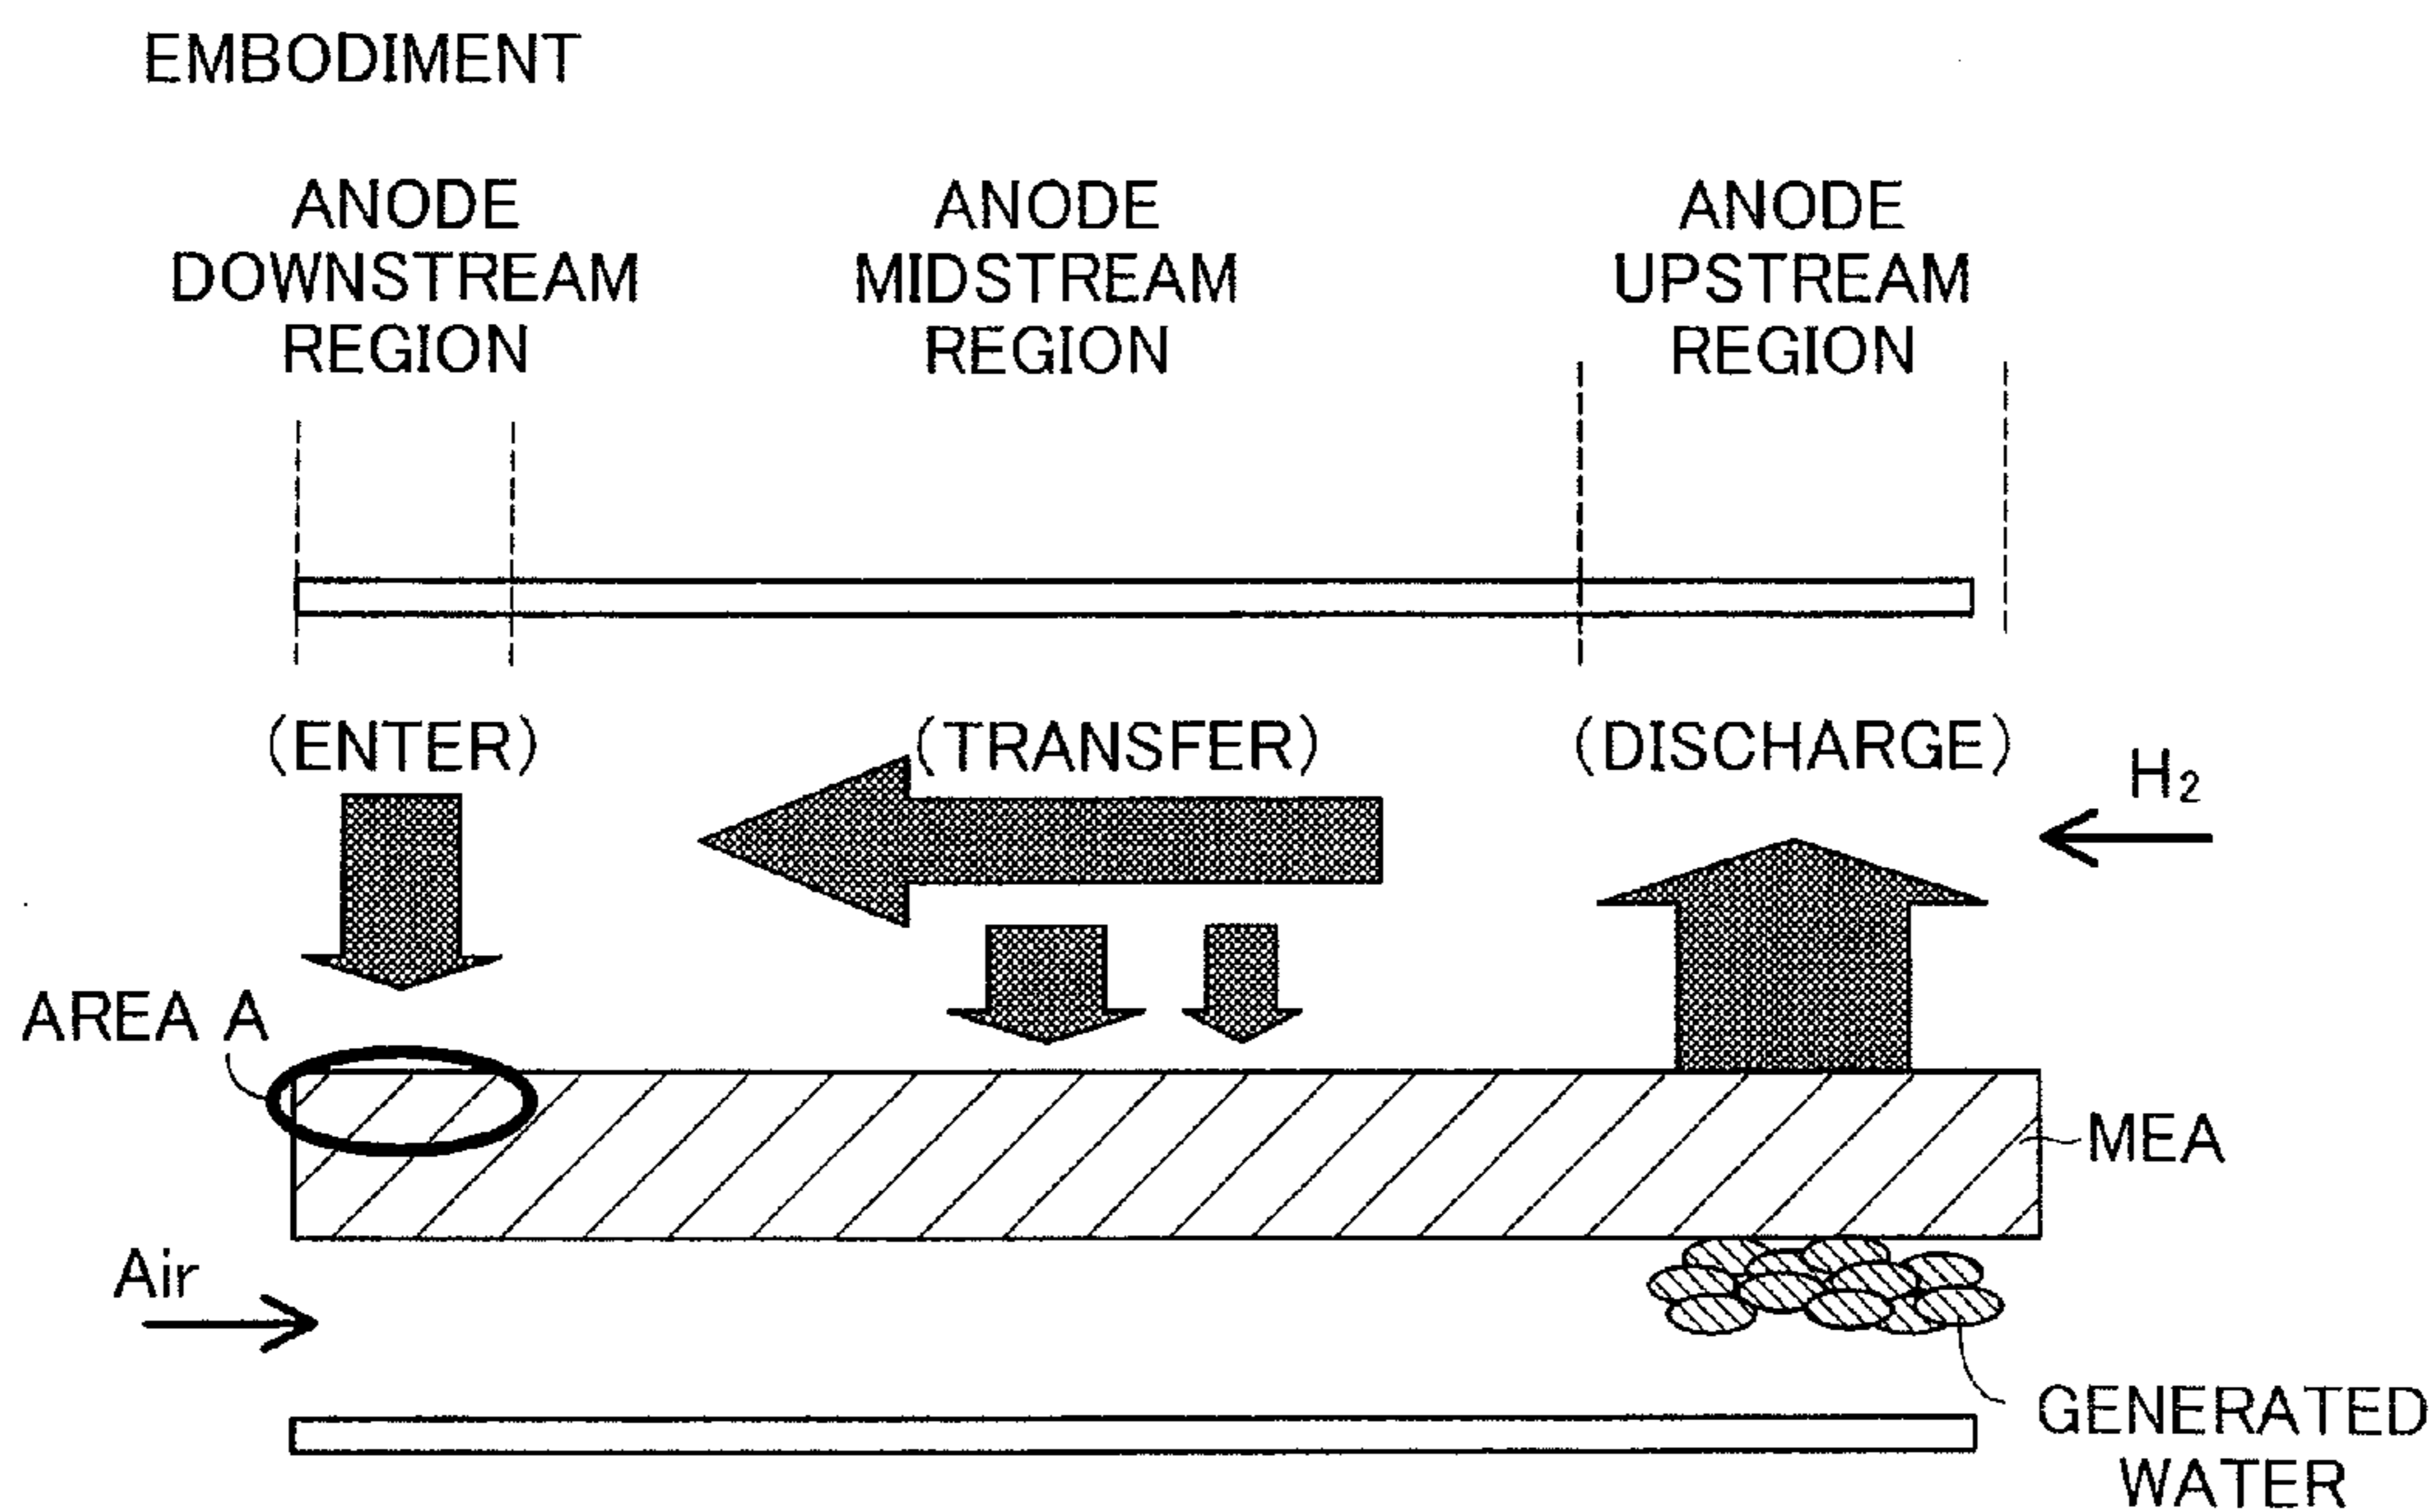 EMBODIMENT
ANODE
DOWNSTREAM
REGION
ANODE
MIDSTREAM
REGION
ANODE
UPSTREAM
REGION
(ENTER)
(TRANSFER)
(DISCHARGE)
H₂
AREA A
MEA
Air
GENERATED
WATER